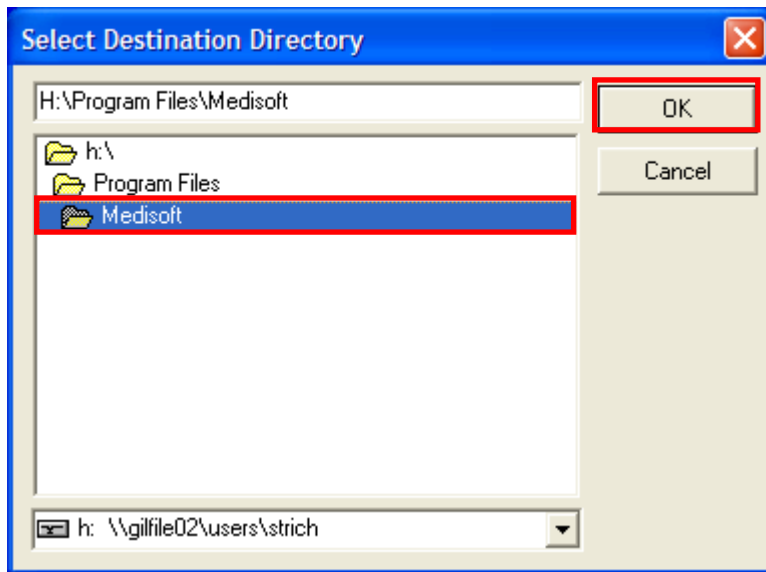 Select Destination Directory
H:\Program Files\Medisoft
OK
h:\
Program Files
Cancel
Medisoft
h: \\gilfile02\users\strich